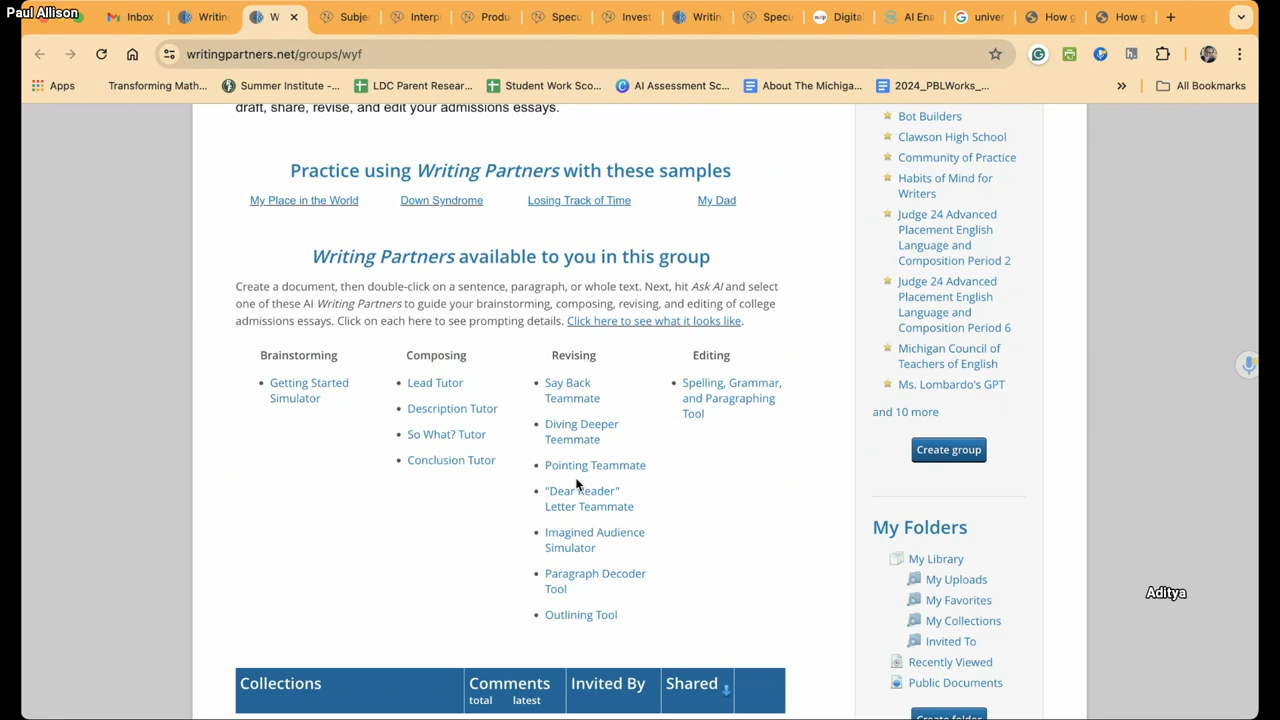 Paul Allison
Inbox
Writin
W
Subje
Interp
Produ
Specu
Invest
Writin
Specu
Digita
AI Ena
univer
How g
How g
writingpartners.net/groups/wyf
Apps
Transforming Math...
Summer Institute -...
LDC Parent Resear...
Student Work Sco...
AI Assessment Sc...
About The Michiga...
2024_PBLWorks_...
All Bookmarks
draft, share, revise, and edit your admissions essays.
Practice using Writing Partners with these samples
My Place in the World
Down Syndrome
Losing Track of Time
My Dad
Writing Partners available to you in this group
Create a document, then double-click on a sentence, paragraph, or whole text. Next, hit Ask AI and select
one of these AI Writing Partners to guide your brainstorming, composing, revising, and editing of college
admissions essays. Click on each here to see prompting details. Click here to see what it looks like.
Brainstorming
Getting Started
Simulator
Composing
Lead Tutor
Description Tutor
So What? Tutor
Conclusion Tutor
Revising
Say Back
Teammate
Diving Deeper
Teemmate
Pointing Teammate
"Dear Reader"
Letter Teammate
Imagined Audience
Simulator
Paragraph Decoder
Tool
Outlining Tool
Editing
Spelling, Grammar,
and Paragraphing
Tool
Collections
Comments
total latest
Invited By
Shared
Bot Builders
Clawson High School
Community of Practice
Habits of Mind for
Writers
Judge 24 Advanced
Placement English
Language and
Composition Period 2
Judge 24 Advanced
Placement English
Language and
Composition Period 6
Michigan Council of
Teachers of English
Ms. Lombardo's GPT
and 10 more
Create group
My Folders
My Library
My Uploads
My Favorites
My Collections
Invited To
Recently Viewed
Public Documents
Create folder
Aditya